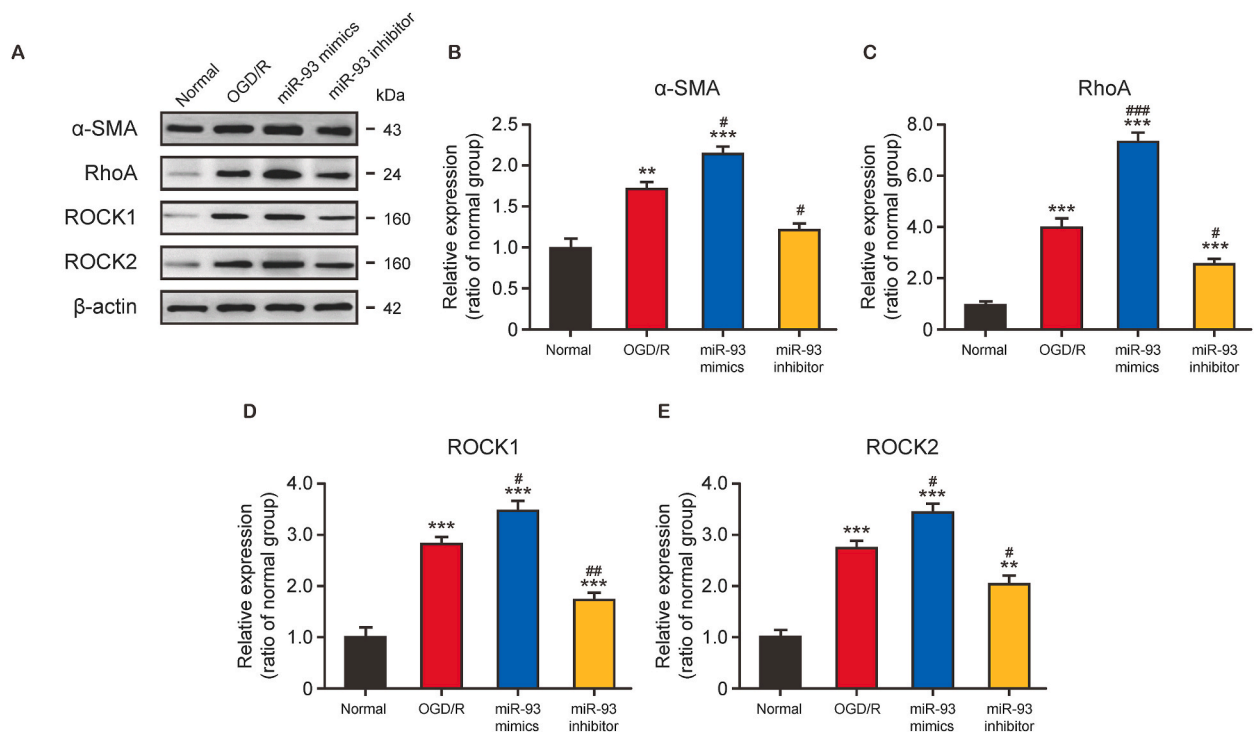 A
Normal
OGD/R
miR-93 mimics
miR-93 inhibitor
kDa
α-SMA
43
RhoA
24
ROCK1
160
ROCK2
160
β-actin
42
B
α-SMA
Relative expression
(ratio of normal group)
2.5
2.0
1.5
1.0
0.5
0
**
#
***
#
Normal
OGD/R
miR-93
mimics
miR-93
inhibitor
C
RhoA
Relative expression
(ratio of normal group)
8.0
6.0
4.0
2.0
0
***
###
***
#
***
Normal
OGD/R
miR-93
mimics
miR-93
inhibitor
D
ROCK1
Relative expression
(ratio of normal group)
4.0
3.0
2.0
1.0
0
***
#
***
##
***
Normal
OGD/R
miR-93
mimics
miR-93
inhibitor
E
ROCK2
Relative expression
(ratio of normal group)
4.0
3.0
2.0
1.0
0
***
#
***
#
**
Normal
OGD/R
miR-93
mimics
miR-93
inhibitor